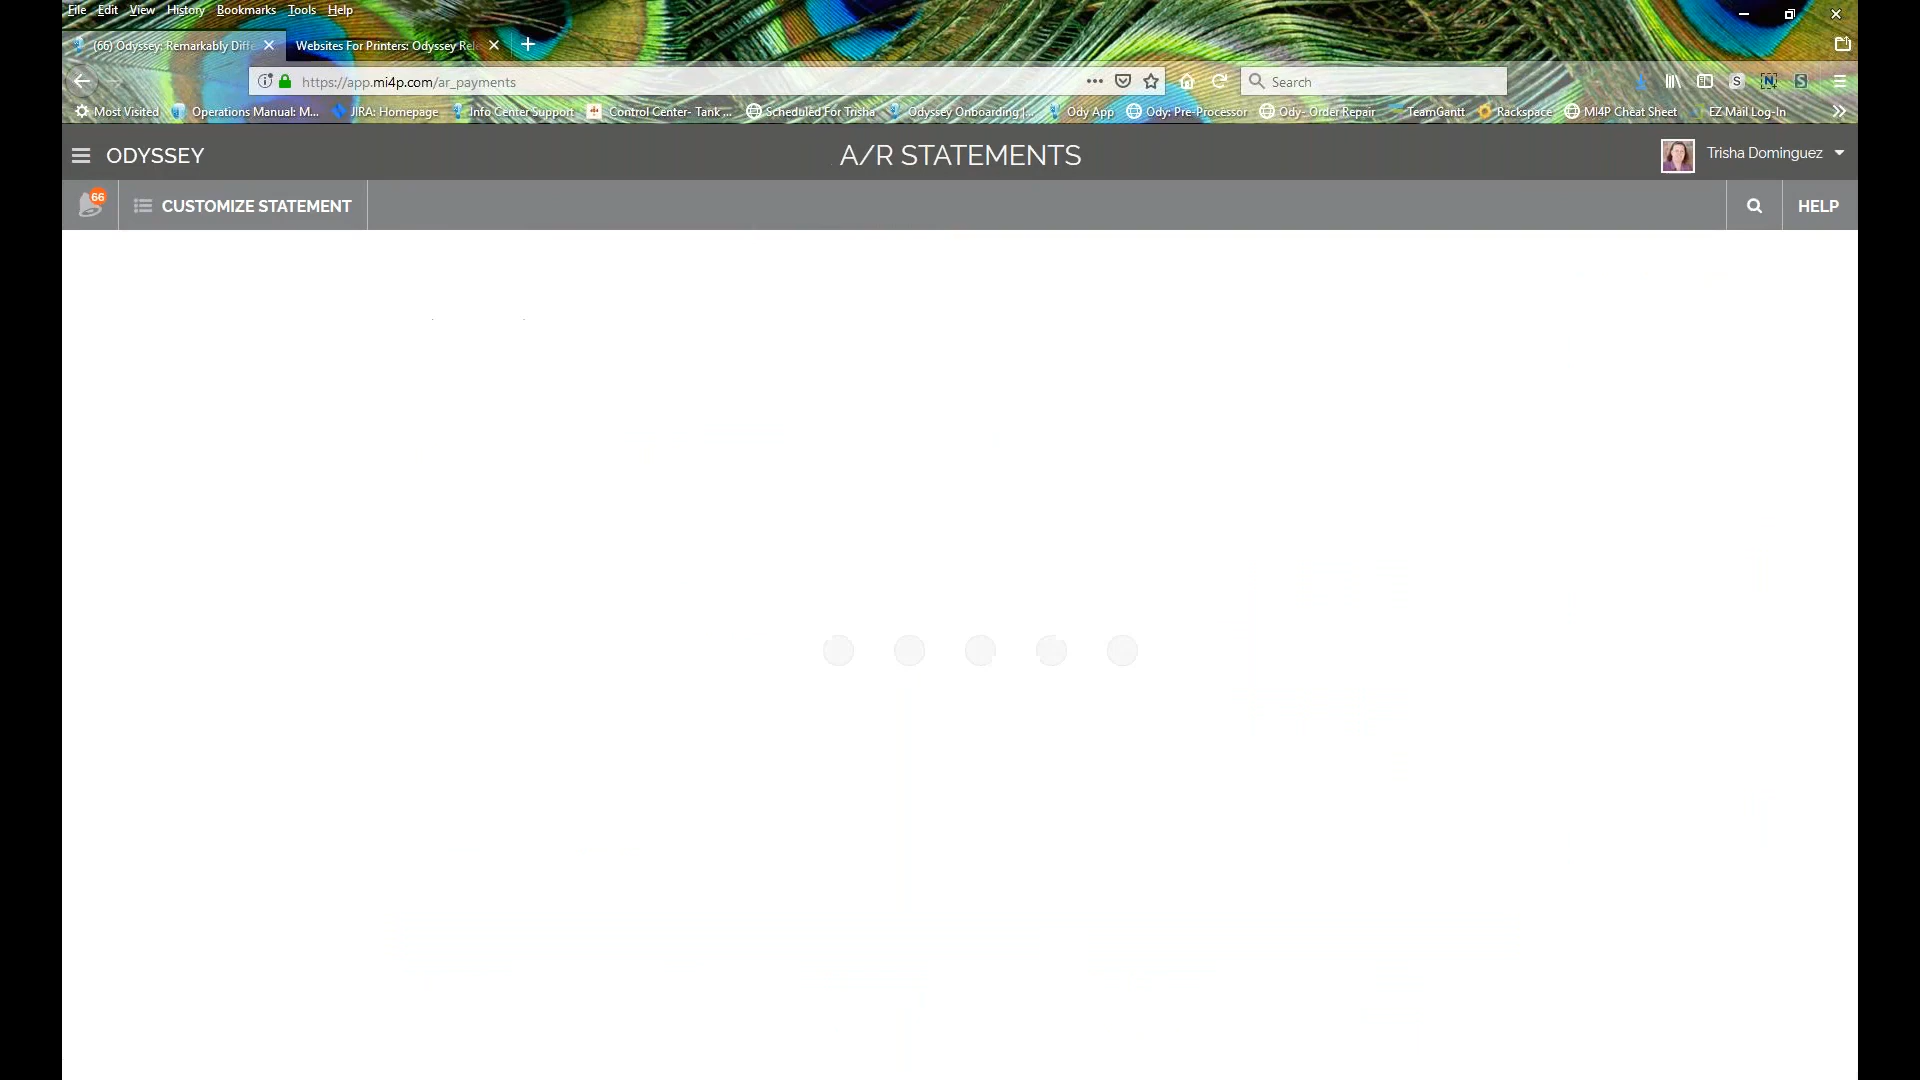 File Edit View History Bookmarks Tools Help
(66) Odyssey: Remarkably Diffe
Websites For Printers: Odyssey Rel
https://app.mi4p.com/ar_payments
Search
Most Visited Operations Manual: M... JIRA: Homepage Info Center Support Control Center- Tank ... Scheduled For Trisha Odyssey Onboarding |... Ody App Ody: Pre-Processor Ody- Order Repair TeamGantt Rackspace MI4P Cheat Sheet EZ Mail Log-In
ODYSSEY A/R STATEMENTS Trisha Dominguez
66 CUSTOMIZE STATEMENT HELP